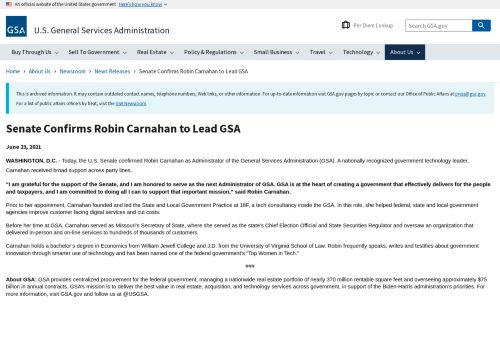 An official website of the United States government Here's how you know
GSA
U.S. General Services Administration
Per Diem Lookup
Search GSA.gov
Buy Through Us
Sell To Government
Real Estate
Policy & Regulations
Small Business
Travel
Technology
About Us
Home › About Us › Newsroom › News Releases › Senate Confirms Robin Carnahan to Lead GSA
This is archived information. It may contain outdated contact names, telephone numbers, Web links, or other information. For up-to-date information visit GSA.gov pages by topic or contact our Office of Public Affairs at press@gsa.gov.
For a list of public affairs officers by beat, visit the GSA Newsroom.
Senate Confirms Robin Carnahan to Lead GSA
June 23, 2021
WASHINGTON, D.C. - Today, the U.S. Senate confirmed Robin Carnahan as Administrator of the General Services Administration (GSA). A nationally recognized government technology leader,
Carnahan received broad support across party lines.
"I am grateful for the support of the Senate, and I am honored to serve as the next Administrator of GSA. GSA is at the heart of creating a government that effectively delivers for the people
and taxpayers, and I am committed to doing all I can to support that important mission," said Robin Carnahan.
Prior to her appointment, Carnahan founded and led the State and Local Government Practice at 18F, a tech consultancy inside the GSA. In this role, she helped federal, state and local government
agencies improve customer facing digital services and cut costs.
Before her time at GSA, Carnahan served as Missouri's Secretary of State, where she served as the state's Chief Election Official and State Securities Regulator and oversaw an organization that
delivered in-person and on-line services to hundreds of thousands of customers.
Carnahan holds a bachelor's degree in Economics from William Jewell College and J.D. from the University of Virginia School of Law. Robin frequently speaks, writes and testifies about government
innovation through smarter use of technology and has been named one of the federal government's "Top Women in Tech."
###
About GSA: GSA provides centralized procurement for the federal government, managing a nationwide real estate portfolio of nearly 370 million rentable square feet and overseeing approximately $75
billion in annual contracts. GSA's mission is to deliver the best value in real estate, acquisition, and technology services across government, in support of the Biden-Harris administration's priorities. For
more information, visit GSA.gov and follow us at @USGSA.